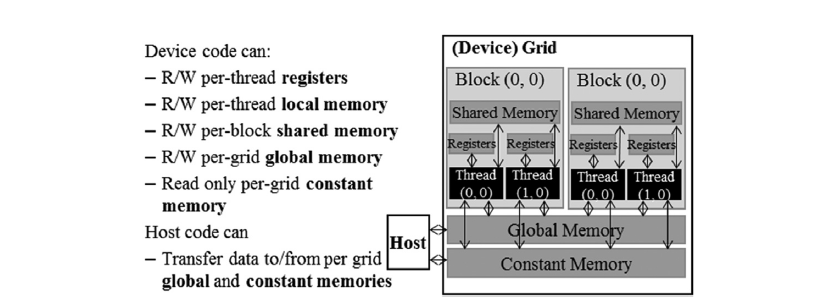 Device code can:
– R/W per-thread registers
– R/W per-thread local memory
– R/W per-block shared memory
– R/W per-grid global memory
– Read only per-grid constant
memory
Host code can
– Transfer data to/from per grid
global and constant memories
(Device) Grid
Block (0, 0)
Shared Memory
Registers
Registers
Thread
(0, 0)
Thread
(1, 0)
Block (0, 0)
Shared Memory
Registers
Registers
Thread
(0, 0)
Thread
(1, 0)
Host
Global Memory
Constant Memory